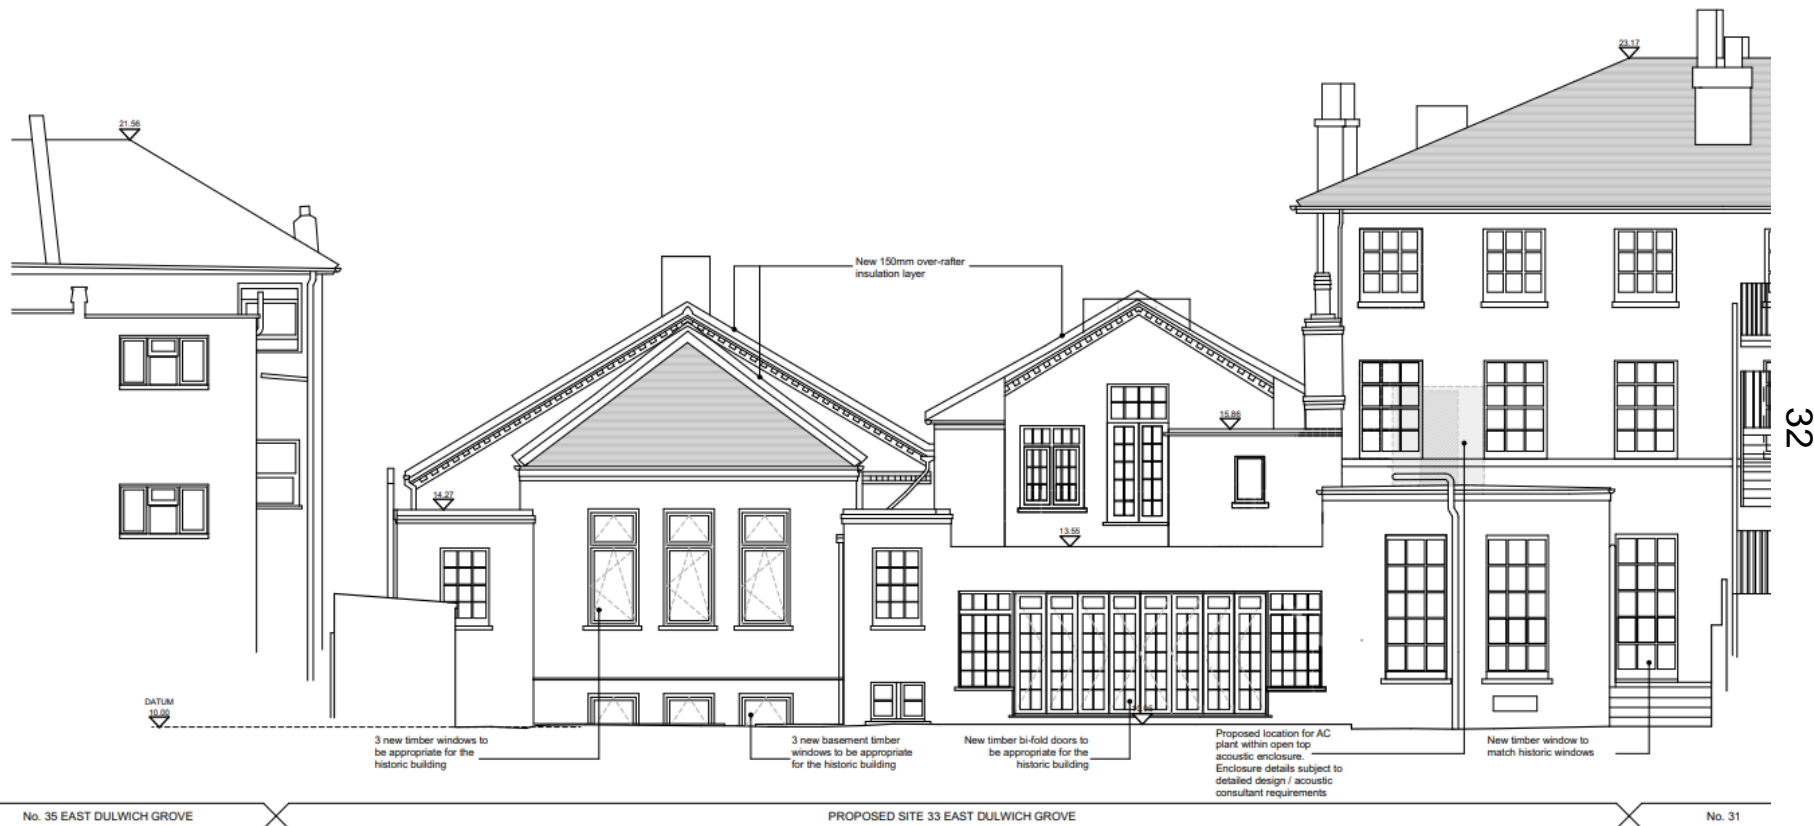 23.17
21.56
New 150mm over-rafter
insulation layer
32
15.86
14.27
13.55
DATUM
10.00
3 new timber windows to
be appropriate for the
historic building
3 new basement timber
windows to be appropriate
for the historic building
New timber bi-fold doors to
be appropriate for the
historic building
Proposed location for AC
plant within open top
acoustic enclosure.
Enclosure details subject to
detailed design / acoustic
consultant requirements
New timber window to
match historic windows
No. 35 EAST DULWICH GROVE
PROPOSED SITE 33 EAST DULWICH GROVE
No. 31